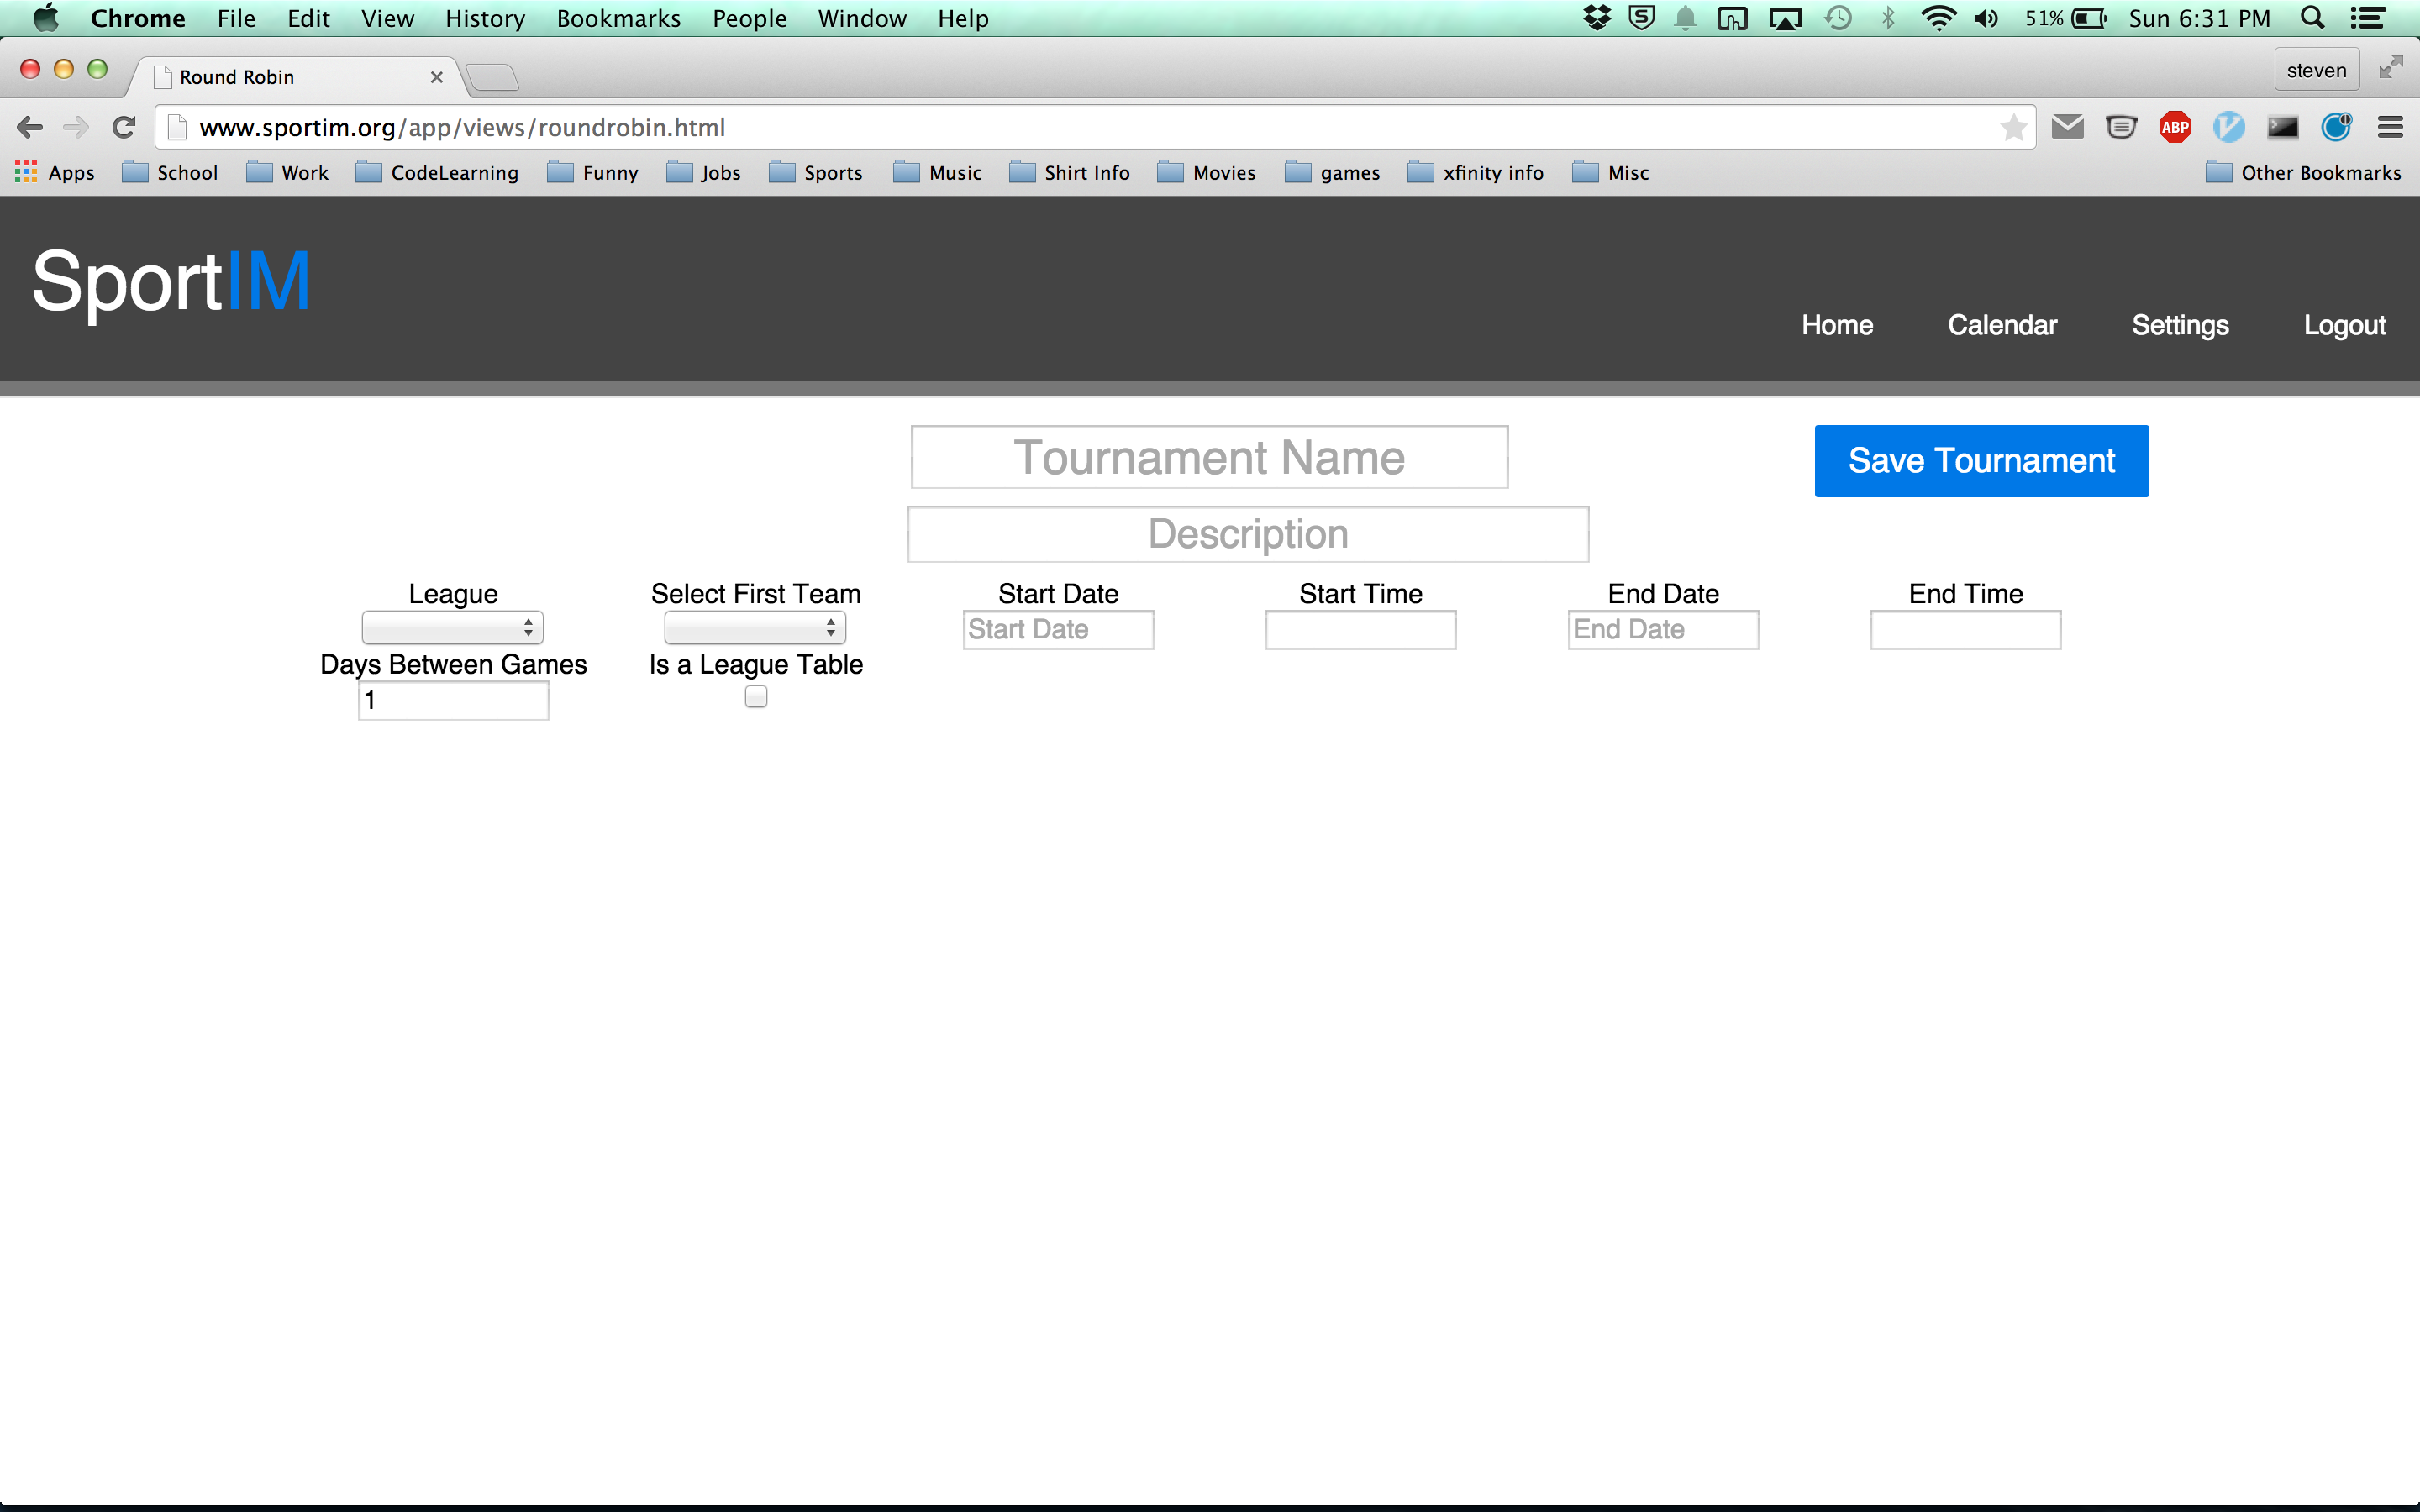 Chrome File Edit View History Bookmarks People Window Help 51% Sun 6:31 PM
Round Robin steven
www.sportim.org/app/views/roundrobin.html ABP
Apps School Work CodeLearning Funny Jobs Sports Music Shirt Info Movies games xfinity info Misc Other Bookmarks
SportIM
Home Calendar Settings Logout
Tournament Name Save Tournament
Description
League Select First Team Start Date Start Time End Date End Time
Start Date End Date
Days Between Games Is a League Table
1